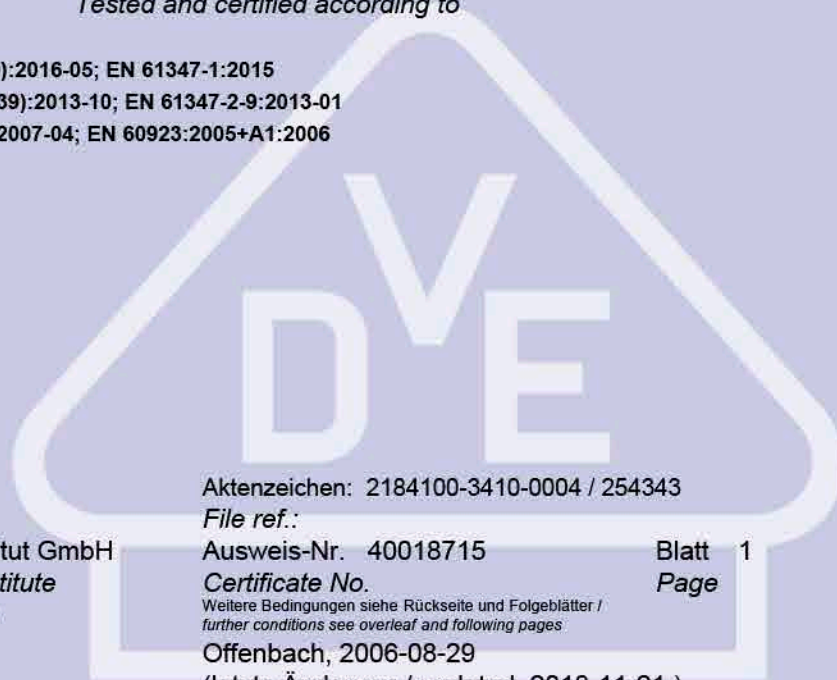 Tested and certified according to
):2016-05; EN 61347-1:2015
39):2013-10; EN 61347-2-9:2013-01
2007-04; EN 60923:2005+A1:2006
VDE
Aktenzeichen: 2184100-3410-0004 / 254343
File ref.:
tut GmbH Ausweis-Nr. 40018715 Blatt 1
titute Certificate No. Page
Weitere Bedingungen siehe Rückseite und Folgeblätter /
further conditions see overleaf and following pages
Offenbach, 2006-08-29